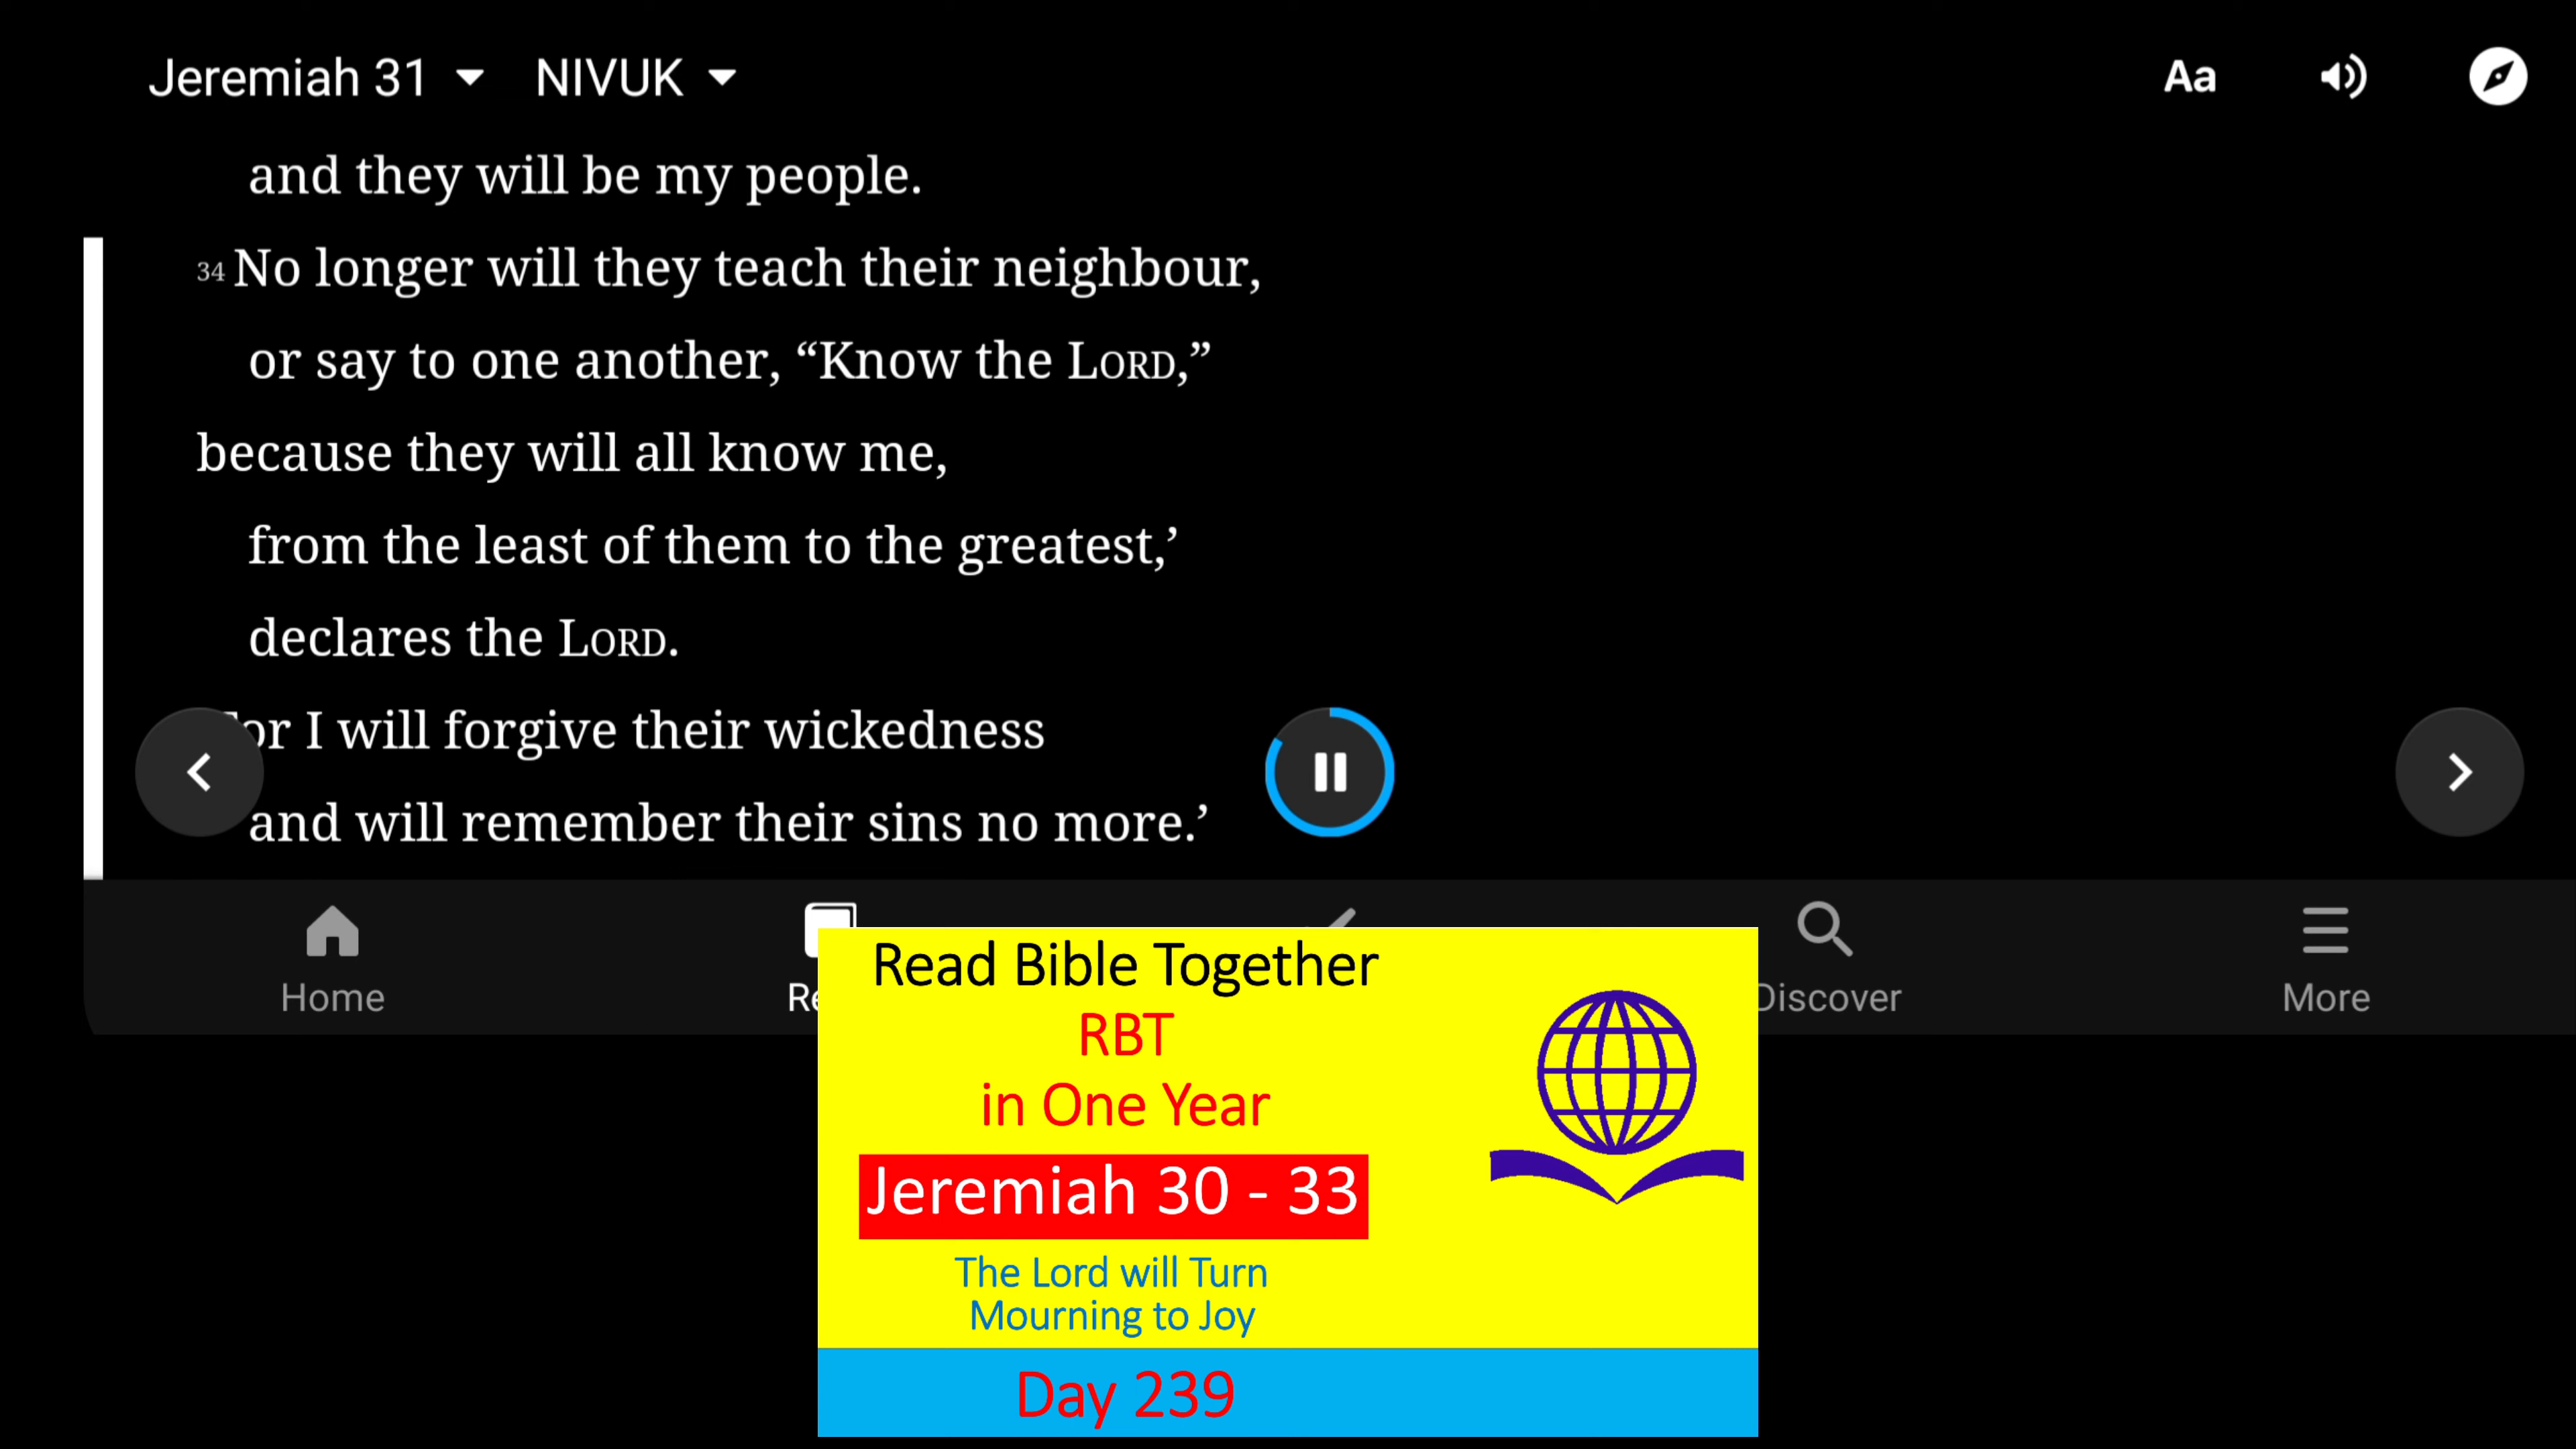 Jeremiah 31 NIVUK Aa
and they will be my people.
34 No longer will they teach their neighbour,
or say to one another, “Know the LORD,”
because they will all know me,
from the least of them to the greatest,’
declares the LORD.
‘For I will forgive their wickedness
and will remember their sins no more.’
Home Discover More
Read Bible Together
RBT
in One Year
Jeremiah 30 - 33
The Lord will Turn
Mourning to Joy
Day 239